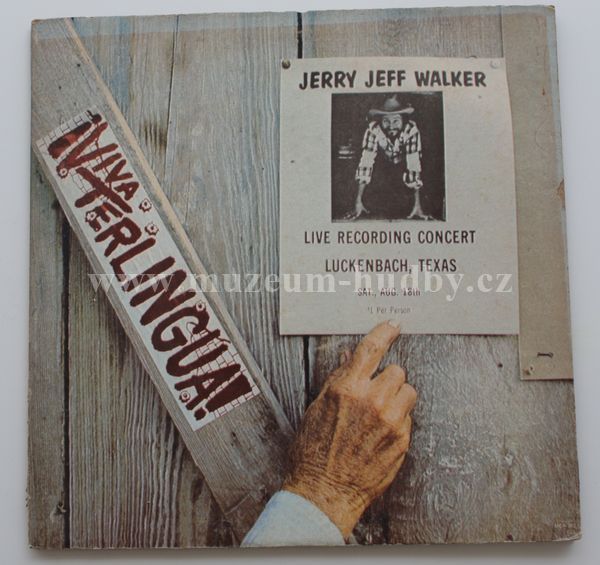 ¡VIVA
TERLINGUA!
JERRY JEFF WALKER
LIVE RECORDING CONCERT
LUCKENBACH, TEXAS
SAT., AUG. 18th
$1 Per Person
www.muzeum-hudby.cz